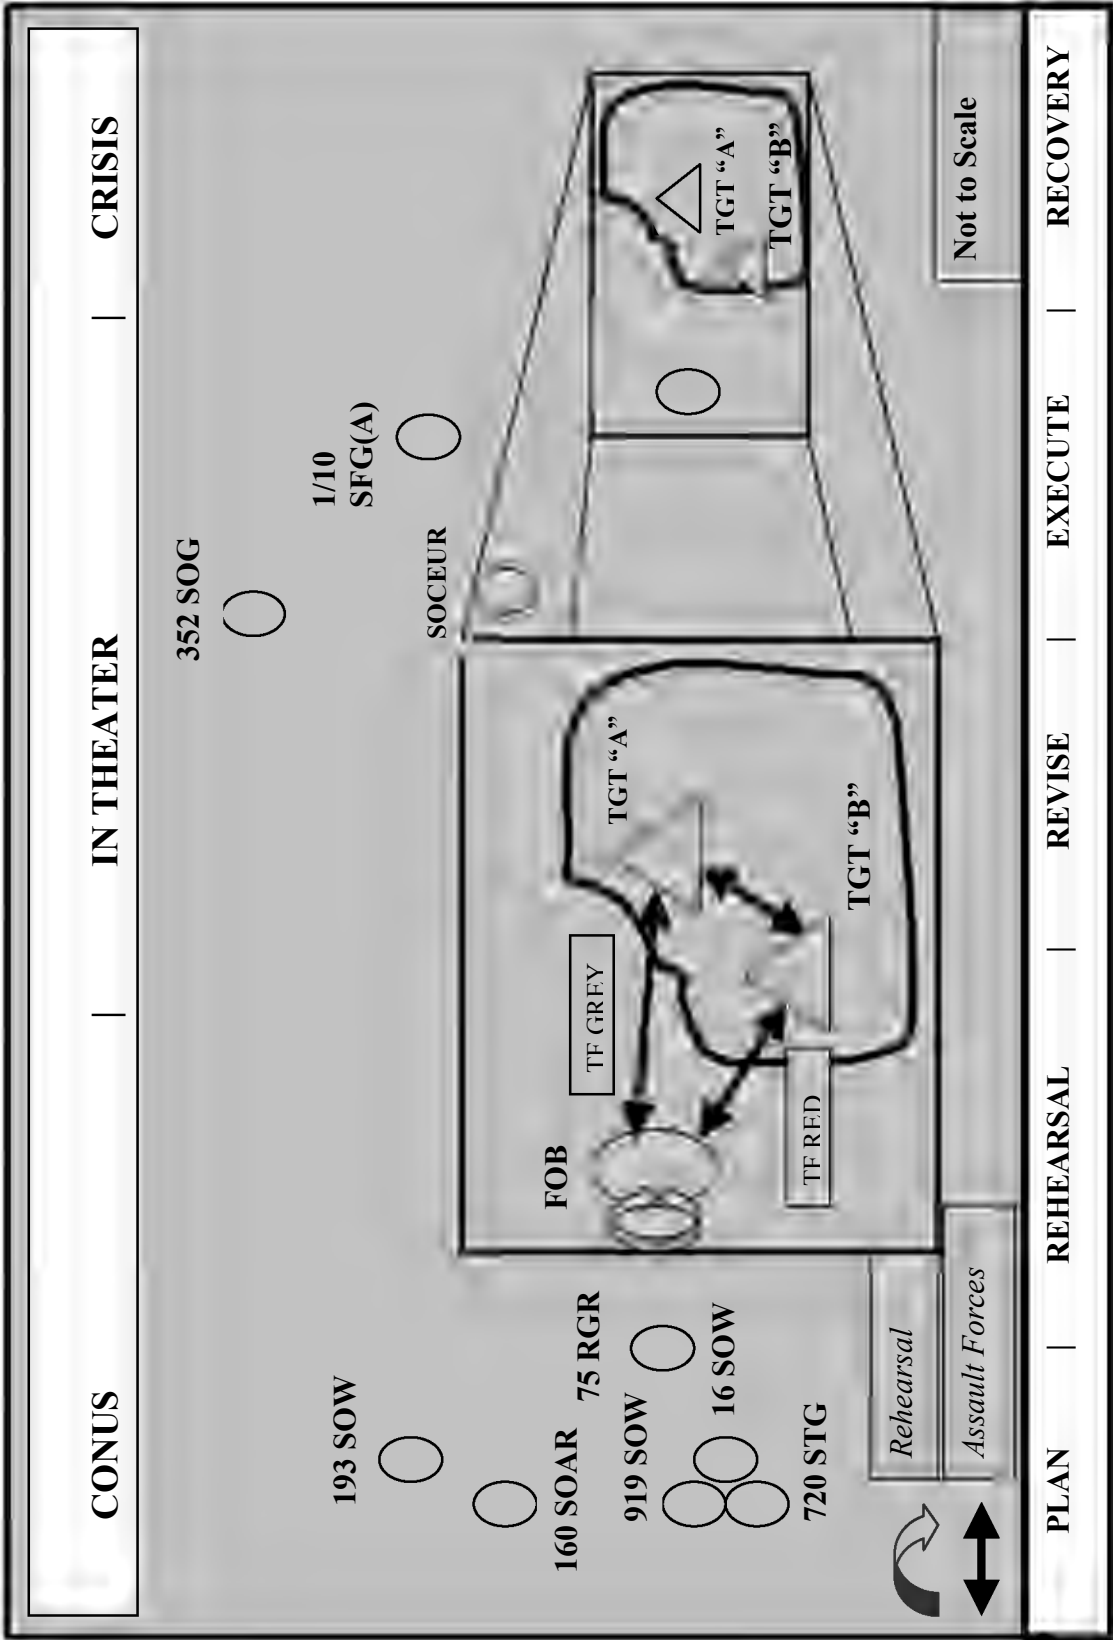 CONUS | IN THEATER | CRISIS
352 SOG
193 SOW
1/10
SFG(A)
SOCEUR
160 SOAR
FOB
75 RGR
TF GREY
TGT “A”
919 SOW
TGT “A”
16 SOW
TGT “B”
720 STG
TF RED
TGT “B”
Rehearsal
Assault Forces
Not to Scale
PLAN | REHEARSAL | REVISE | EXECUTE | RECOVERY